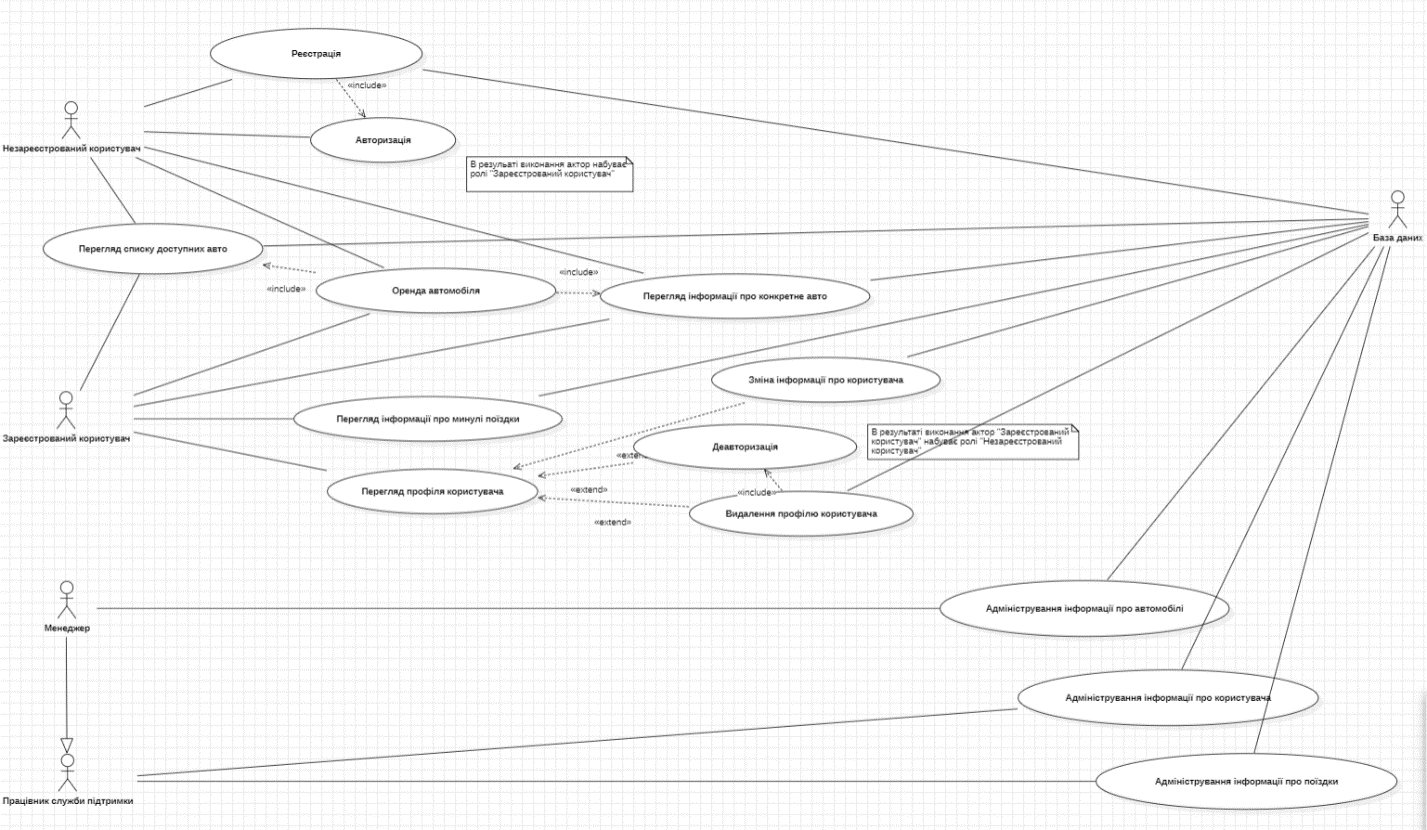 Реєстрація
«include»
Незареєстрований користувач
Авторизація
В резульаті виконання актор набуває
ролі "Зареєстрований користувач"
База даних
Перегляд списку доступних авто
«include»
«include»
Оренда автомобіля
Перегляд інформації про конкретне авто
Зміна інформації про користувача
Зареєстрований користувач
Перегляд інформації про минулі поїздки
Деавторизація
В результаті виконання актор "Зареєстрований
користувач" набуває ролі "Незареєстрований
користувач"
«exten
Перегляд профіля користувача
«extend»
«include»
Видалення профілю користувача
«extend»
Менеджер
Адміністрування інформації про автомобілі
Адміністрування інформації про користувача
Працівник служби підтримки
Адміністрування інформації про поїздки